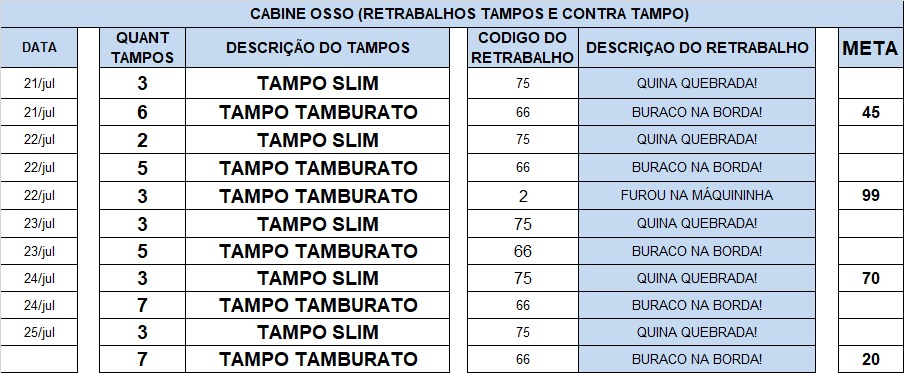 CABINE OSSO (RETRABALHOS TAMPOS E CONTRA TAMPO)
DATA QUANT TAMPOS DESCRIÇÃO DO TAMPOS CODIGO DO RETRABALHO DESCRIÇAO DO RETRABALHO META
21/jul 3 TAMPO SLIM 75 QUINA QUEBRADA!
21/jul 6 TAMPO TAMBURATO 66 BURACO NA BORDA! 45
22/jul 2 TAMPO SLIM 75 QUINA QUEBRADA!
22/jul 5 TAMPO TAMBURATO 66 BURACO NA BORDA!
22/jul 3 TAMPO TAMBURATO 2 FUROU NA MÁQUININHA 99
23/jul 3 TAMPO SLIM 75 QUINA QUEBRADA!
23/jul 5 TAMPO TAMBURATO 66 BURACO NA BORDA!
24/jul 3 TAMPO SLIM 75 QUINA QUEBRADA! 70
24/jul 7 TAMPO TAMBURATO 66 BURACO NA BORDA!
25/jul 3 TAMPO SLIM 75 QUINA QUEBRADA!
7 TAMPO TAMBURATO 66 BURACO NA BORDA! 20